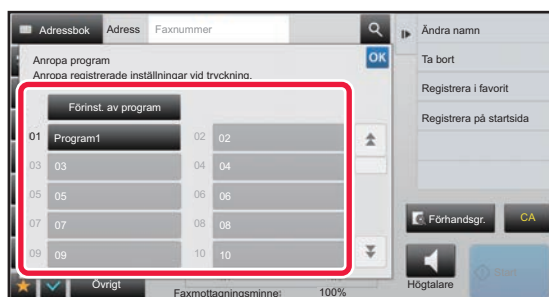 Adressbok Adress Faxnummer
Ändra namn
Anropa program OK
Anropa registrerade inställningar vid tryckning.
Ta bort
Registrera i favorit
Förinst. av program
Registrera på startsida
01 Program1 02 02
03 03 04 04
05 05 06 06
07 07 08 08
Förhandsgr. CA
09 09 10 10
Start
Högtalare
Övrigt
Faxmottagningsminne: 100%